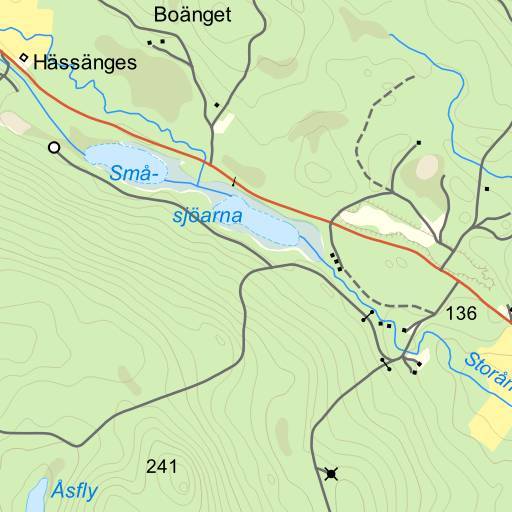 Boänget
Hässänges
Små-
sjöarna
136
Storån
241
Åsfly